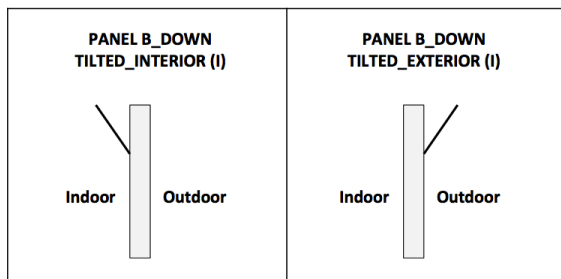 PANEL B_DOWN
TILTED_INTERIOR (I)
Indoor
Outdoor
PANEL B_DOWN
TILTED_EXTERIOR (I)
Indoor
Outdoor